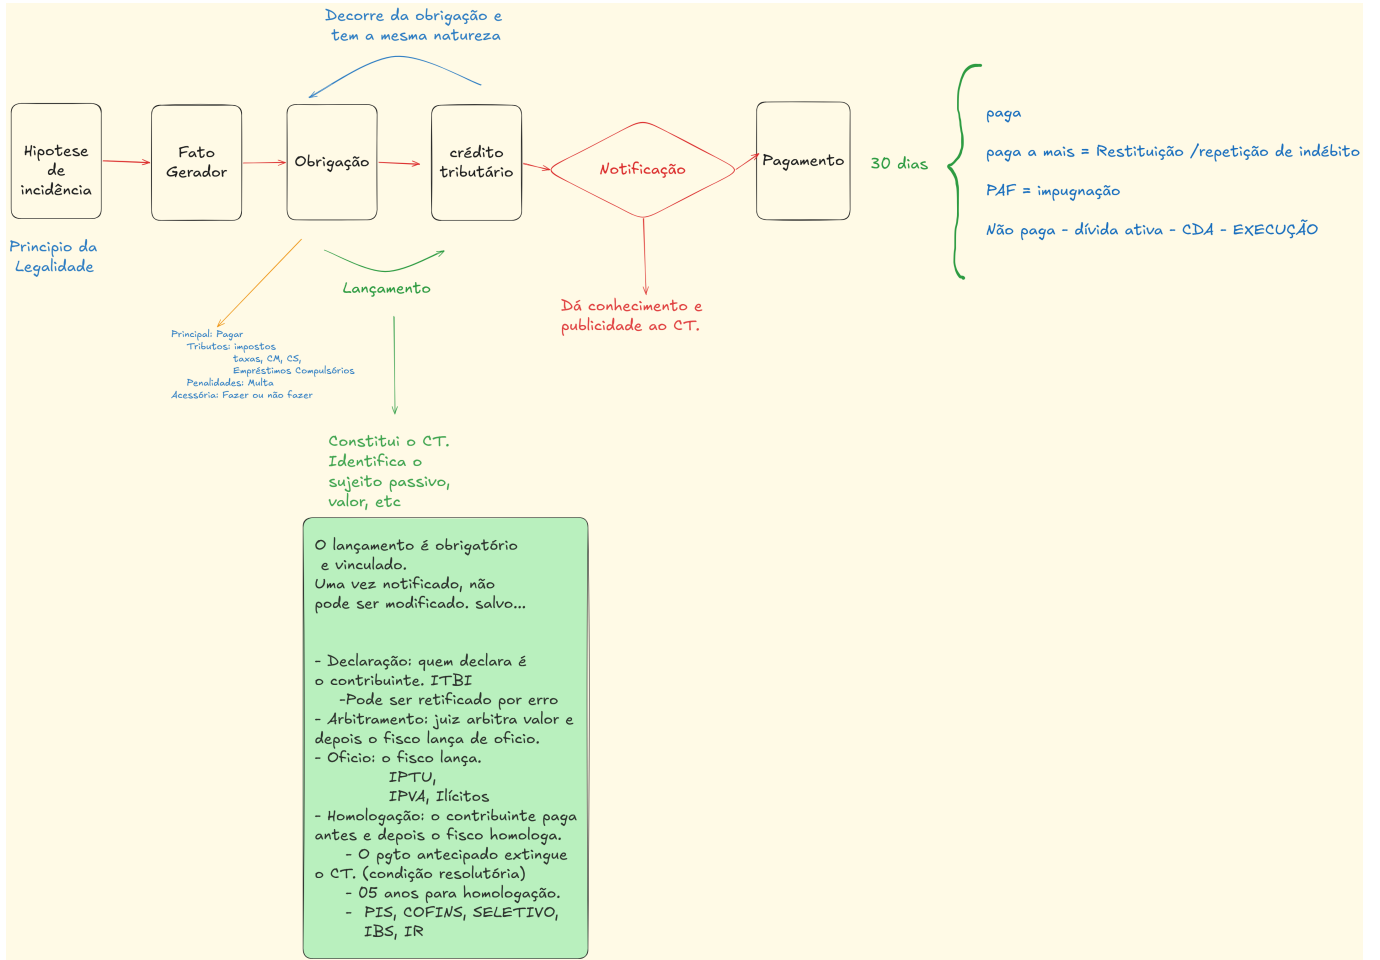 Decorre da obrigação e
tem a mesma natureza
Hipotese
de
incidência
Fato
Gerador
Obrigação
crédito
tributário
Notificação
Pagamento
30 dias
paga
paga a mais = Restituição /repetição de indébito
PAF = impugnação
Não paga - dívida ativa - CDA - EXECUÇÃO
Principio da
Legalidade
Lançamento
Dá conhecimento e
publicidade ao CT.
Principal: Pagar
Tributos: impostos
taxas, CM, CS,
Empréstimos Compulsórios
Penalidades: Multa
Acessória: Fazer ou não fazer
Constitui o CT.
Identifica o
sujeito passivo,
valor, etc
O lançamento é obrigatório
e vinculado.
Uma vez notificado, não
pode ser modificado. salvo...
- Declaração: quem declara é
o contribuinte. ITBI
-Pode ser retificado por erro
- Arbitramento: juiz arbitra valor e
depois o fisco lança de oficio.
- Oficio: o fisco lança.
IPTU,
IPVA, Ilícitos
- Homologação: o contribuinte paga
antes e depois o fisco homologa.
- O pgto antecipado extingue
o CT. (condição resolutória)
- 05 anos para homologação.
- PIS, COFINS, SELETIVO,
IBS, IR